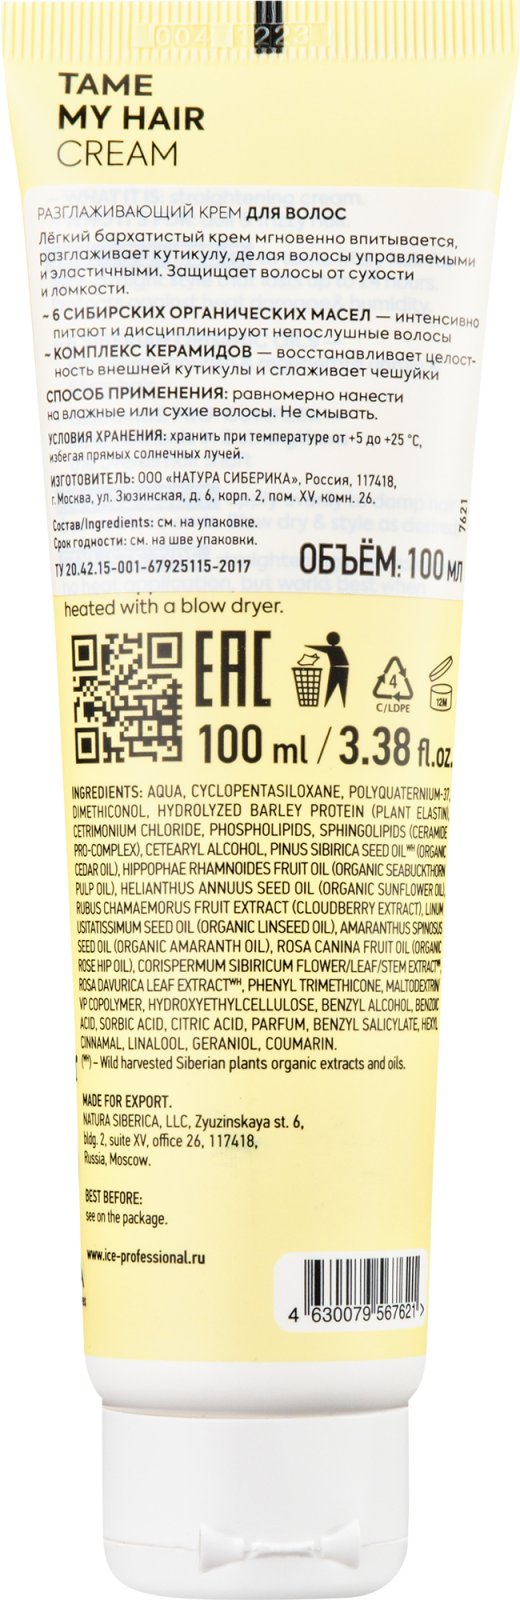 TAME
MY HAIR
CREAM
РАЗГЛАЖИВАЮЩИЙ КРЕМ ДЛЯ ВОЛОС
Лёгкий бархатистый крем мгновенно впитывается,
разглаживает кутикулу, делая волосы управляемыми
и эластичными. Защищает волосы от сухости
и ломкости.
~ 6 СИБИРСКИХ ОРГАНИЧЕСКИХ МАСЕЛ — интенсивно
питают и дисциплинируют непослушные волосы
~ КОМПЛЕКС КЕРАМИДОВ — восстанавливает целост-
ность внешней кутикулы и сглаживает чешуйки
СПОСОБ ПРИМЕНЕНИЯ: равномерно нанести
на влажные или сухие волосы. Не смывать.
УСЛОВИЯ ХРАНЕНИЯ: хранить при температуре от +5 до +25 °С,
избегая прямых солнечных лучей.
ИЗГОТОВИТЕЛЬ: ООО «НАТУРА СИБЕРИКА», Россия, 117418,
г. Москва, ул. Зюзинская, д. 6, корп. 2, пом. XV, комн. 26.
Состав/Ingredients: см. на упаковке.
Срок годности: см. на шве упаковки.
ТУ 20.42.15-001-67925115-2017
ОБЪЁМ: 100 мл
7621
heated with a blow dryer.
EAC
4
C/LDPE
12M
100 ml / 3.38 fl.oz.
INGREDIENTS: AQUA, CYCLOPENTASILOXANE, POLYQUATERNIUM-37,
DIMETHICONOL, HYDROLYZED BARLEY PROTEIN (PLANT ELASTIN),
CETRIMONIUM CHLORIDE, PHOSPHOLIPIDS, SPHINGOLIPIDS (CERAMIDE
PRO-COMPLEX), CETEARYL ALCOHOL, PINUS SIBIRICA SEED OILᵂᴴ (ORGANIC
CEDAR OIL), HIPPOPHAE RHAMNOIDES FRUIT OIL (ORGANIC SEABUCKTHORN
PULP OIL), HELIANTHUS ANNUUS SEED OIL (ORGANIC SUNFLOWER OIL),
RUBUS CHAMAEMORUS FRUIT EXTRACT (CLOUDBERRY EXTRACT), LINUM
USITATISSIMUM SEED OIL (ORGANIC LINSEED OIL), AMARANTHUS SPINOSUS
SEED OIL (ORGANIC AMARANTH OIL), ROSA CANINA FRUIT OIL (ORGANIC
ROSE HIP OIL), CORISPERMUM SIBIRICUM FLOWER/LEAF/STEM EXTRACTᵂᴴ,
ROSA DAVURICA LEAF EXTRACTᵂᴴ, PHENYL TRIMETHICONE, MALTODEXTRIN/
VP COPOLYMER, HYDROXYETHYLCELLULOSE, BENZYL ALCOHOL, BENZOIC
ACID, SORBIC ACID, CITRIC ACID, PARFUM, BENZYL SALICYLATE, HEXYL
CINNAMAL, LINALOOL, GERANIOL, COUMARIN.
(ᵂᴴ) – Wild harvested Siberian plants organic extracts and oils.
MADE FOR EXPORT.
NATURA SIBERICA, LLC, Zyuzinskaya st. 6,
bldg. 2, suite XV, office 26, 117418,
Russia, Moscow.
BEST BEFORE:
see on the package.
www.ice-professional.ru
4 630079 567621 >